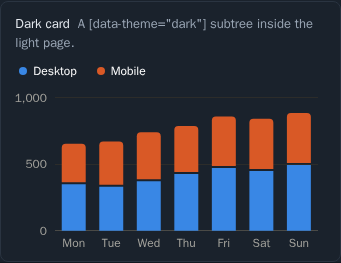 Dark card A [data-theme="dark"] subtree inside the
light page.
Desktop Mobile
1,000
500
0
Mon Tue Wed Thu Fri Sat Sun